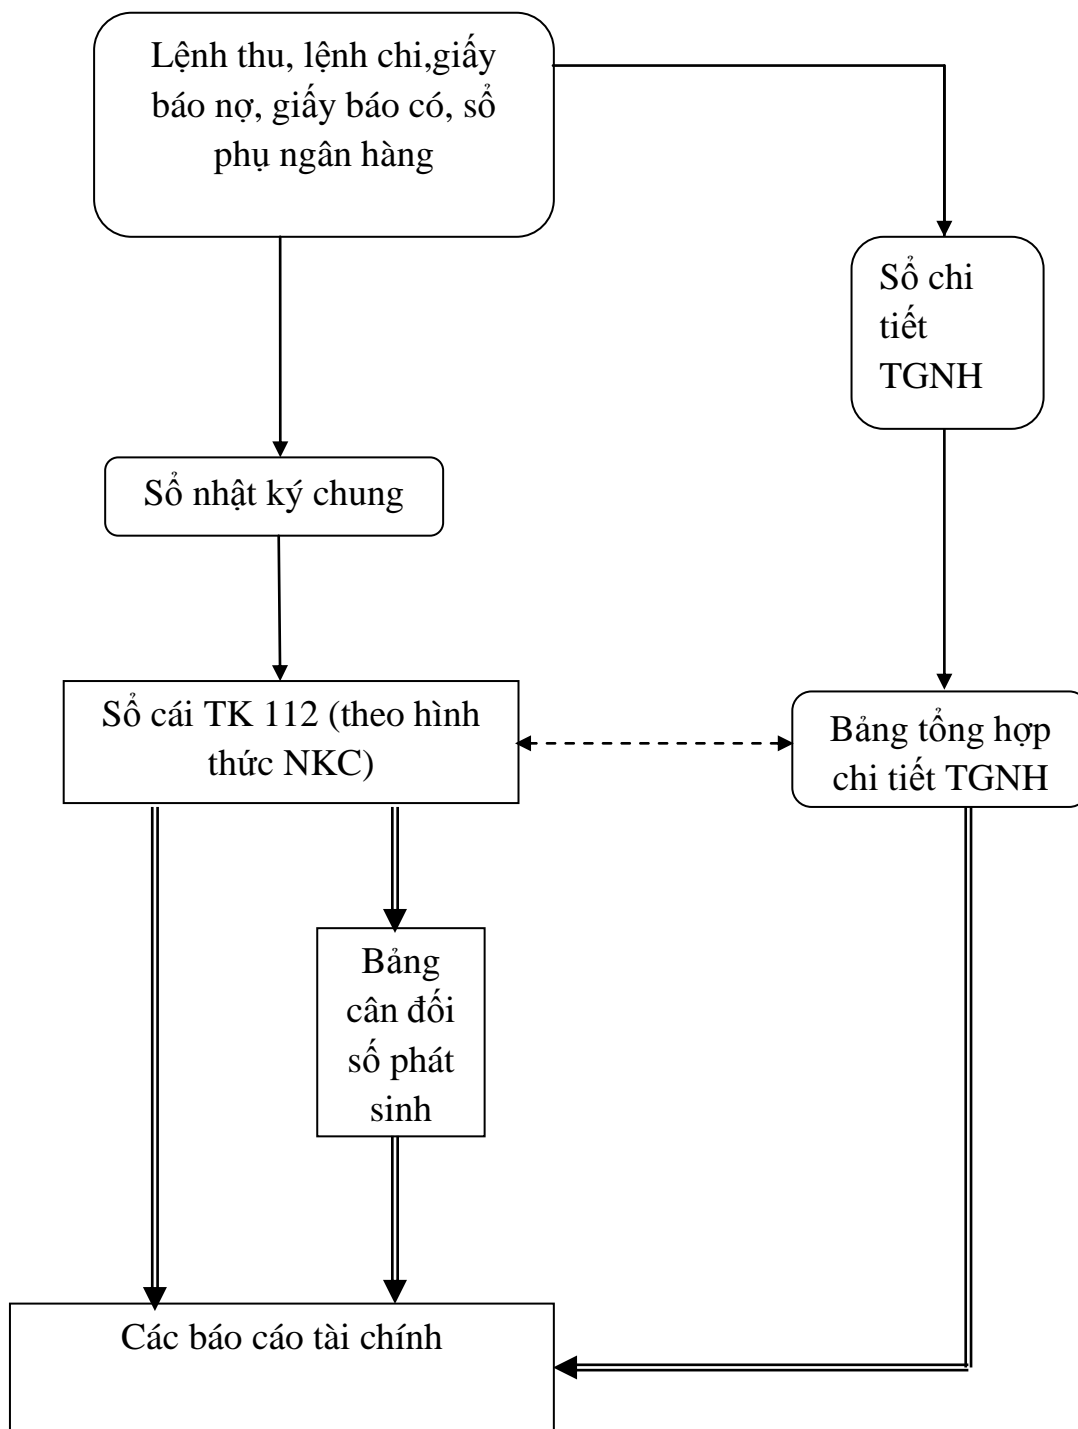 Lệnh thu, lệnh chi,giấy
báo nợ, giấy báo có, sổ
phụ ngân hàng
Sổ chi
tiết
TGNH
Sổ nhật ký chung
Sổ cái TK 112 (theo hình
thức NKC)
Bảng tổng hợp
chi tiết TGNH
Bảng
cân đối
số phát
sinh
Các báo cáo tài chính